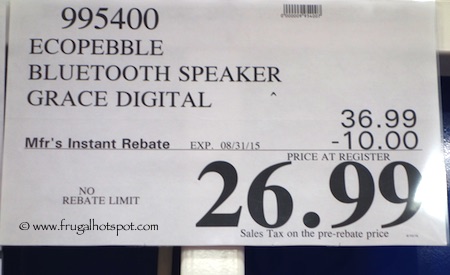 995400
ECOPEBBLE
BLUETOOTH SPEAKER
GRACE DIGITAL
36.99
Mfr's Instant Rebate EXP. 08/31/15 -10.00
PRICE AT REGISTER
NO
REBATE LIMIT
26.99
Sales Tax on the pre-rebate price
© www.frugalhotspot.com